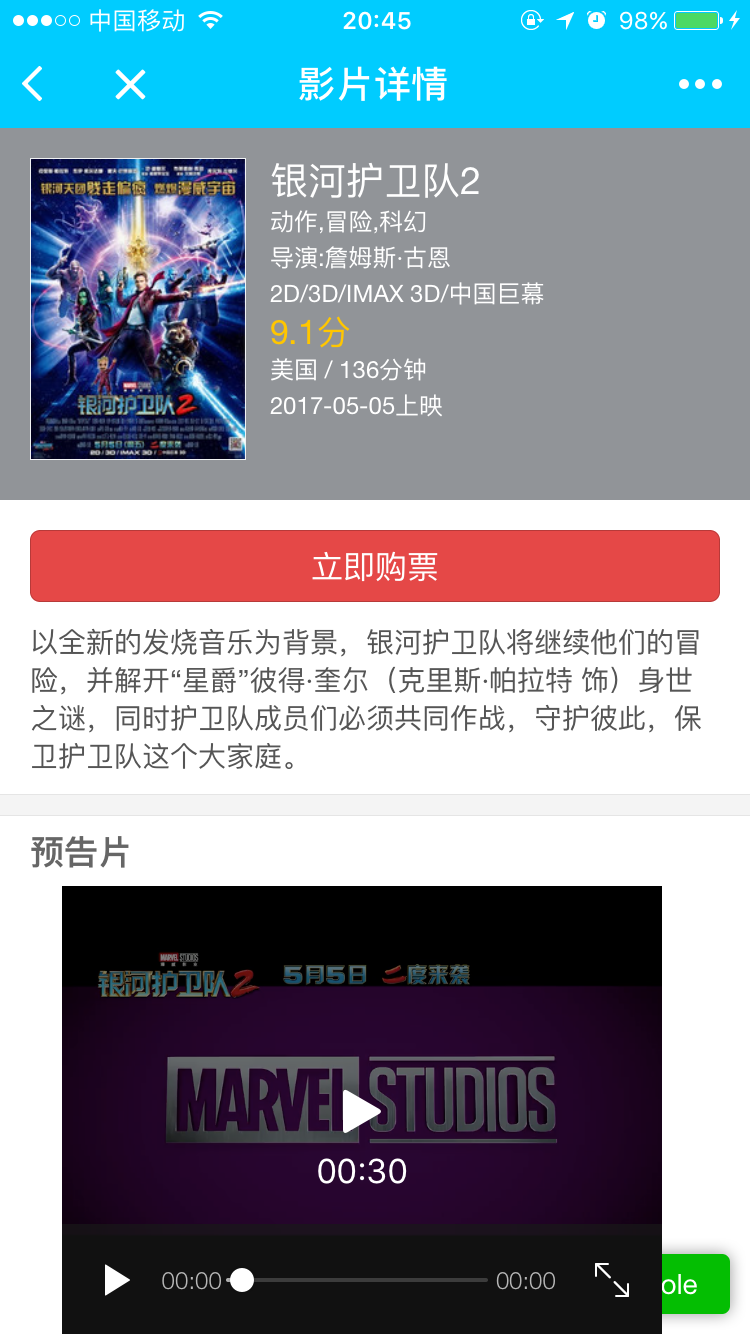 中国移动 20:45 98%
影片详情
银河天团贱走偏疯 燃爆漫威宇宙
MARVEL STUDIOS
银河护卫队2
2D/3D/IMAX 3D/
银河护卫队2
动作,冒险,科幻
导演:詹姆斯·古恩
2D/3D/IMAX 3D/中国巨幕
9.1分
美国 / 136分钟
2017-05-05上映
立即购票
以全新的发烧音乐为背景，银河护卫队将继续他们的冒
险，并解开“星爵”彼得·奎尔（克里斯·帕拉特 饰）身世
之谜，同时护卫队成员们必须共同作战，守护彼此，保
卫护卫队这个大家庭。
预告片
MARVEL STUDIOS
银河护卫队2 5月5日 二度来袭
MARVEL STUDIOS
00:30
00:00 00:00
ole